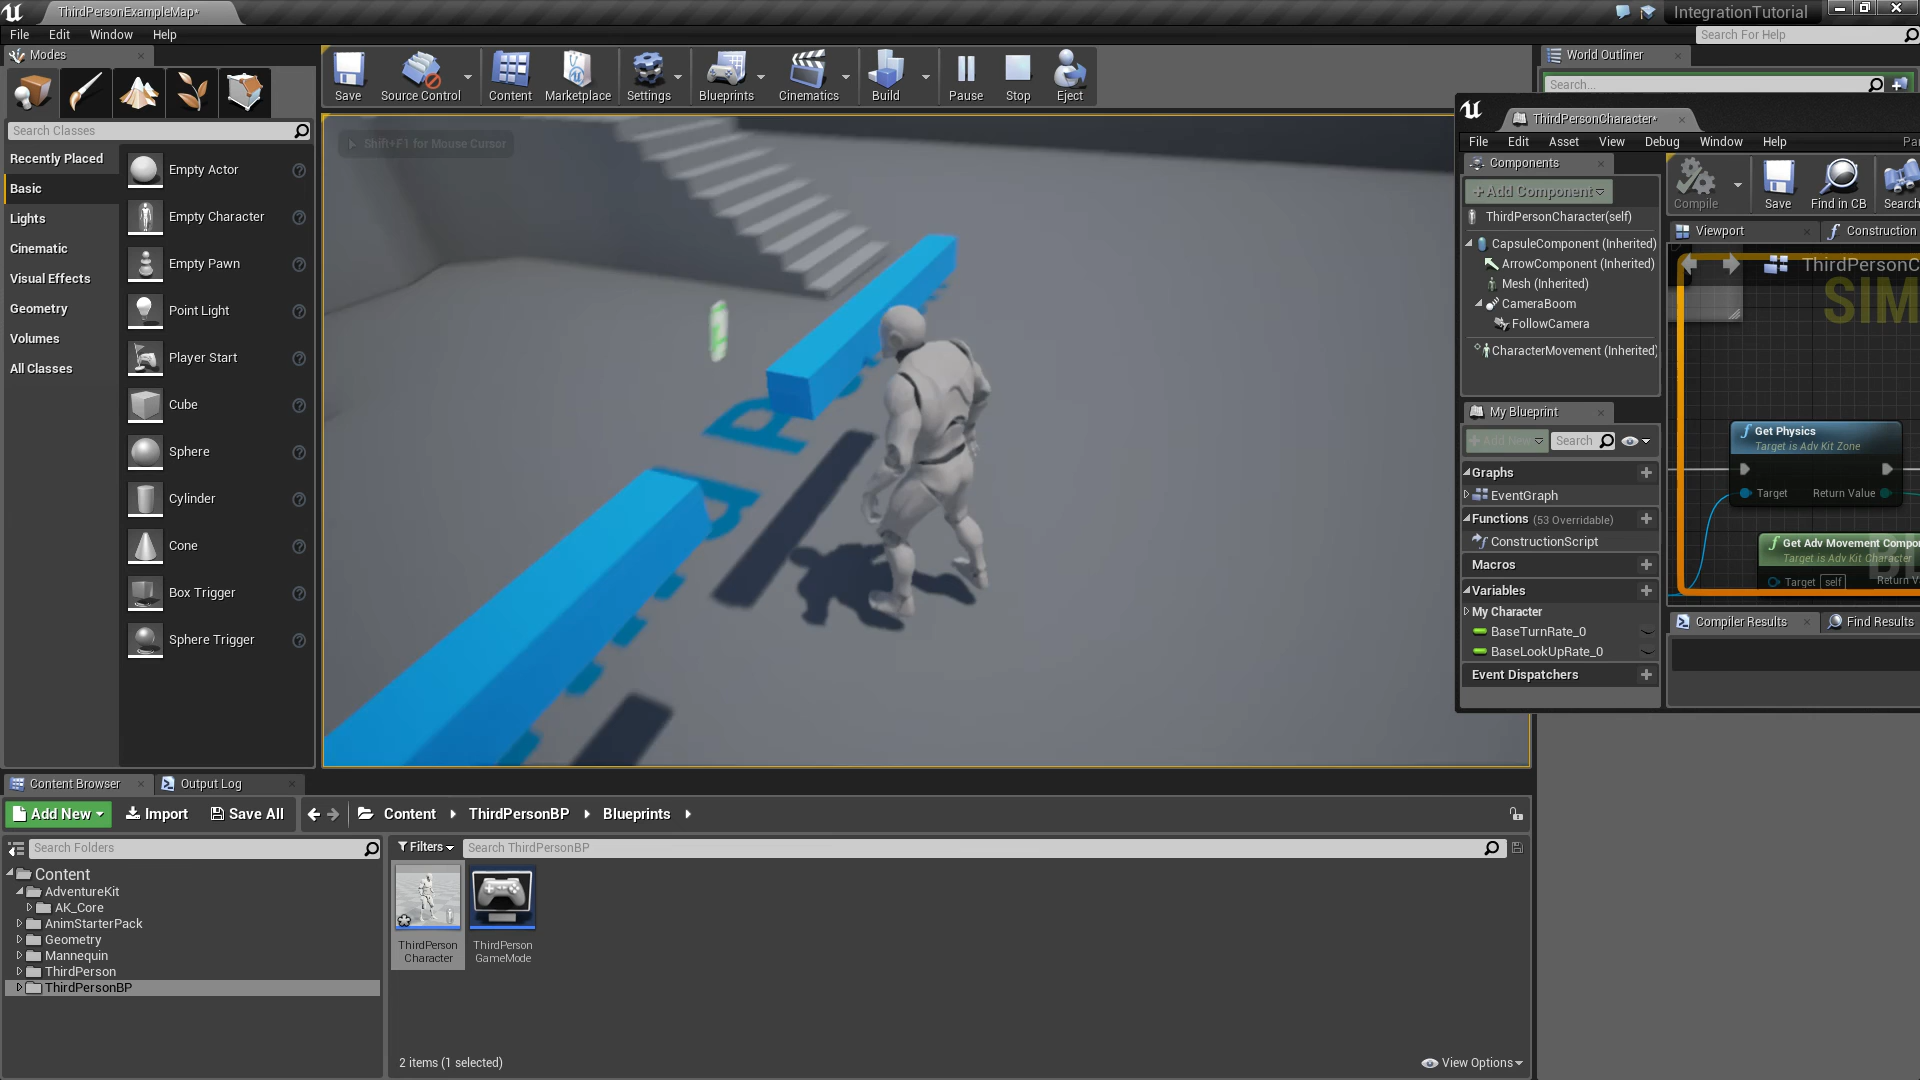 ThirdPersonExampleMap*
IntegrationTutorial
File Edit Window Help
Search For Help
Modes
World Outliner
Search...
Save
Source Control
Content
Marketplace
Settings
Blueprints
Cinematics
Build
Pause
Stop
Eject
Search Classes
Recently Placed
Basic
Lights
Cinematic
Visual Effects
Geometry
Volumes
All Classes
Empty Actor
Empty Character
Empty Pawn
Point Light
Player Start
Cube
Sphere
Cylinder
Cone
Box Trigger
Sphere Trigger
Shift+F1 for Mouse Cursor
ThirdPersonCharacter*
File Edit Asset View Debug Window Help
Components
+ Add Component
ThirdPersonCharacter(self)
CapsuleComponent (Inherited)
ArrowComponent (Inherited)
Mesh (Inherited)
CameraBoom
FollowCamera
CharacterMovement (Inherited)
Compile
Save
Find in CB
Search
Viewport
Construction
ThirdPersonC
SIM
Get Physics
Target is Adv Kit Zone
Target
Return Value
Get Adv Movement Compo
Target is Adv Kit Character
Target self
Return V
My Blueprint
+ Add New
Search
Graphs
EventGraph
Functions (53 Overridable)
ConstructionScript
Macros
Variables
My Character
BaseTurnRate_0
BaseLookUpRate_0
Event Dispatchers
Compiler Results
Find Results
Content Browser
Output Log
Add New
Import
Save All
Content
ThirdPersonBP
Blueprints
Search Folders
Filters
Search ThirdPersonBP
Content
AdventureKit
AK_Core
AnimStarterPack
Geometry
Mannequin
ThirdPerson
ThirdPersonBP
ThirdPerson
Character
ThirdPerson
GameMode
2 items (1 selected)
View Options